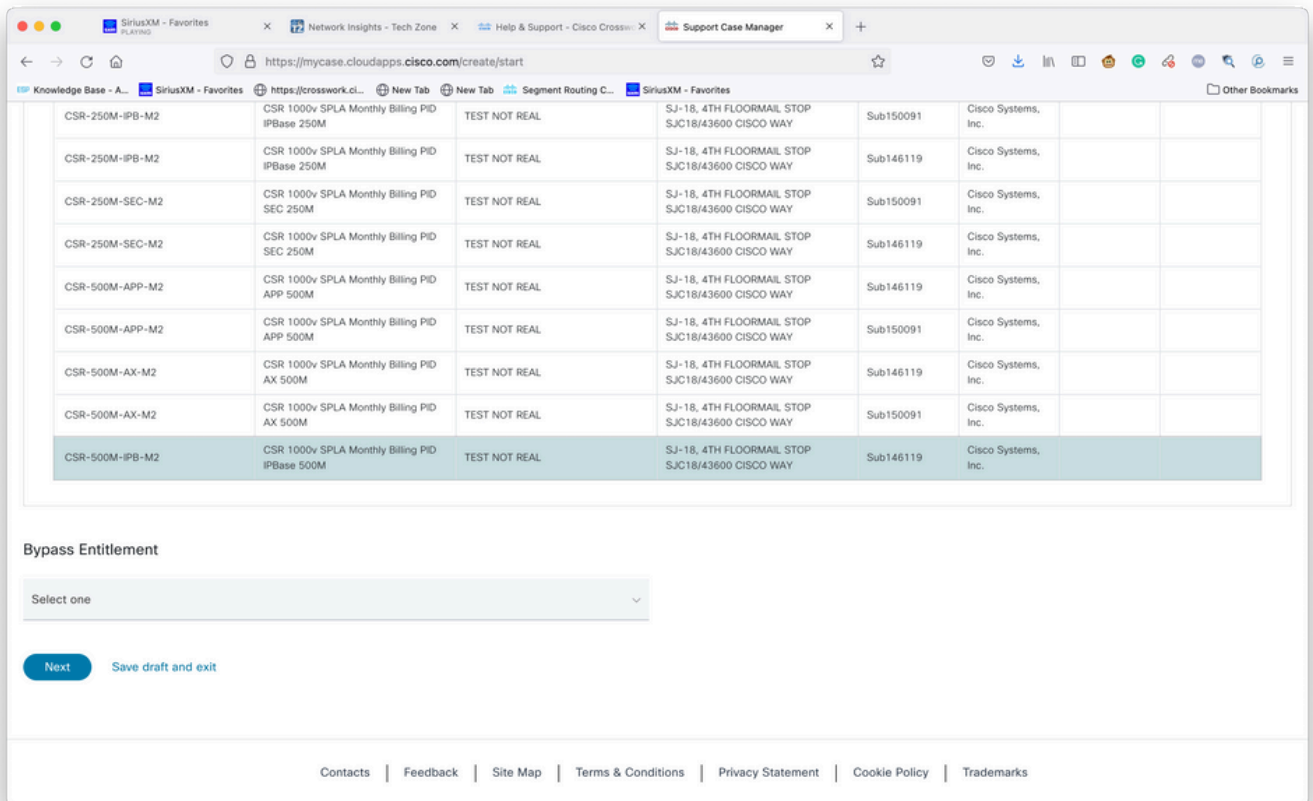 SiriusXM - Favorites
PLAYING
Network Insights - Tech Zone
Help & Support - Cisco Crosswo
Support Case Manager
https://mycase.cloudapps.cisco.com/create/start
Knowledge Base - A...
SiriusXM - Favorites
https://crosswork.ci...
New Tab
New Tab
Segment Routing C...
SiriusXM - Favorites
Other Bookmarks
CSR-250M-IPB-M2
CSR 1000v SPLA Monthly Billing PID
IPBase 250M
TEST NOT REAL
SJ-18, 4TH FLOORMAIL STOP
SJC18/43600 CISCO WAY
Sub150091
Cisco Systems,
Inc.
CSR-250M-IPB-M2
CSR 1000v SPLA Monthly Billing PID
IPBase 250M
TEST NOT REAL
SJ-18, 4TH FLOORMAIL STOP
SJC18/43600 CISCO WAY
Sub146119
Cisco Systems,
Inc.
CSR-250M-SEC-M2
CSR 1000v SPLA Monthly Billing PID
SEC 250M
TEST NOT REAL
SJ-18, 4TH FLOORMAIL STOP
SJC18/43600 CISCO WAY
Sub150091
Cisco Systems,
Inc.
CSR-250M-SEC-M2
CSR 1000v SPLA Monthly Billing PID
SEC 250M
TEST NOT REAL
SJ-18, 4TH FLOORMAIL STOP
SJC18/43600 CISCO WAY
Sub146119
Cisco Systems,
Inc.
CSR-500M-APP-M2
CSR 1000v SPLA Monthly Billing PID
APP 500M
TEST NOT REAL
SJ-18, 4TH FLOORMAIL STOP
SJC18/43600 CISCO WAY
Sub146119
Cisco Systems,
Inc.
CSR-500M-APP-M2
CSR 1000v SPLA Monthly Billing PID
APP 500M
TEST NOT REAL
SJ-18, 4TH FLOORMAIL STOP
SJC18/43600 CISCO WAY
Sub150091
Cisco Systems,
Inc.
CSR-500M-AX-M2
CSR 1000v SPLA Monthly Billing PID
AX 500M
TEST NOT REAL
SJ-18, 4TH FLOORMAIL STOP
SJC18/43600 CISCO WAY
Sub146119
Cisco Systems,
Inc.
CSR-500M-AX-M2
CSR 1000v SPLA Monthly Billing PID
AX 500M
TEST NOT REAL
SJ-18, 4TH FLOORMAIL STOP
SJC18/43600 CISCO WAY
Sub150091
Cisco Systems,
Inc.
CSR-500M-IPB-M2
CSR 1000v SPLA Monthly Billing PID
IPBase 500M
TEST NOT REAL
SJ-18, 4TH FLOORMAIL STOP
SJC18/43600 CISCO WAY
Sub146119
Cisco Systems,
Inc.
Bypass Entitlement
Select one
Next
Save draft and exit
Contacts
Feedback
Site Map
Terms & Conditions
Privacy Statement
Cookie Policy
Trademarks